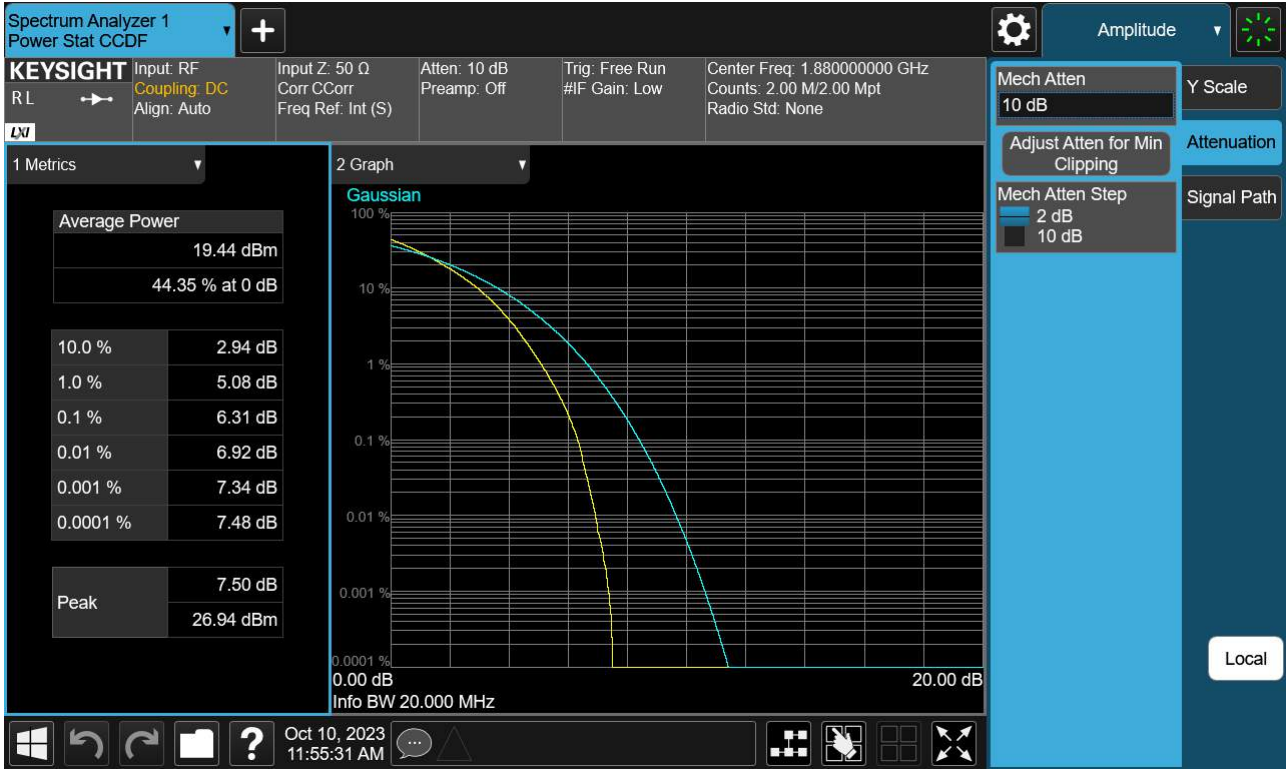 Spectrum Analyzer 1
Power Stat CCDF
+
Amplitude
KEYSIGHT
R L
LXI
Input: RF
Coupling: DC
Align: Auto
Input Z: 50 Ω
Corr CCorr
Freq Ref: Int (S)
Atten: 10 dB
Preamp: Off
Trig: Free Run
#IF Gain: Low
Center Freq: 1.880000000 GHz
Counts: 2.00 M/2.00 Mpt
Radio Std: None
Mech Atten
10 dB
Adjust Atten for Min
Clipping
Mech Atten Step
2 dB
10 dB
Y Scale
Attenuation
Signal Path
Local
1 Metrics
Average Power
19.44 dBm
44.35 % at 0 dB
10.0 % 2.94 dB
1.0 % 5.08 dB
0.1 % 6.31 dB
0.01 % 6.92 dB
0.001 % 7.34 dB
0.0001 % 7.48 dB
Peak
7.50 dB
26.94 dBm
2 Graph
Gaussian
100 %
10 %
1 %
0.1 %
0.01 %
0.001 %
0.0001 %
0.00 dB 20.00 dB
Info BW 20.000 MHz
?
Oct 10, 2023
11:55:31 AM